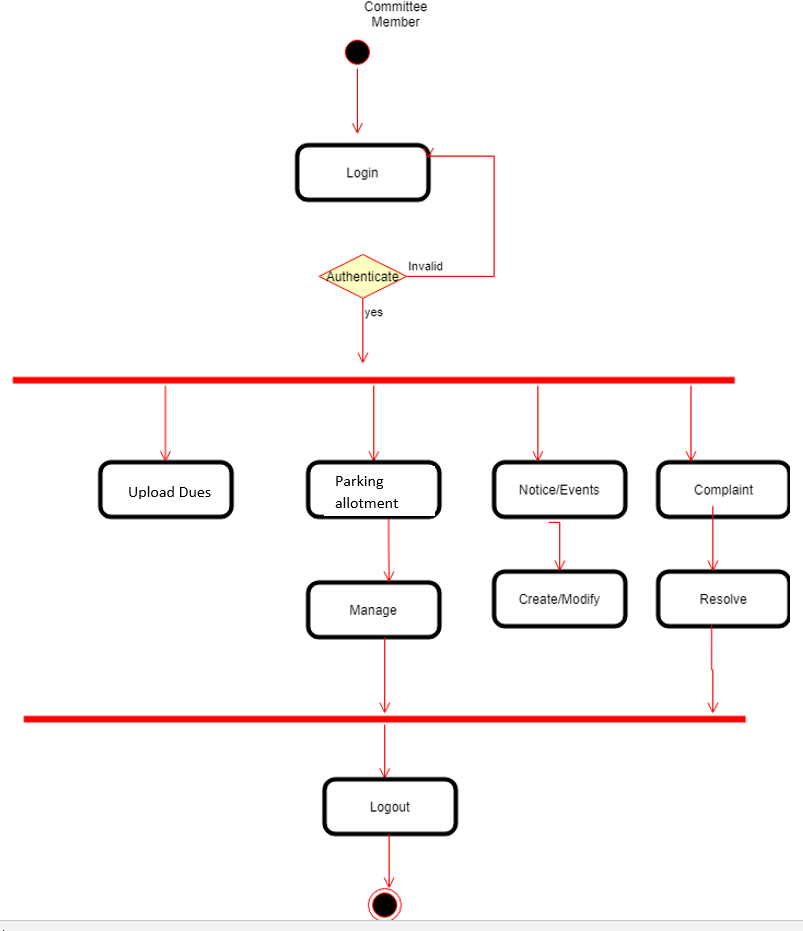 Committee
Member
Login
Invalid
Authenticate
yes
Upload Dues
Parking
allotment
Notice/Events
Complaint
Manage
Create/Modify
Resolve
Logout